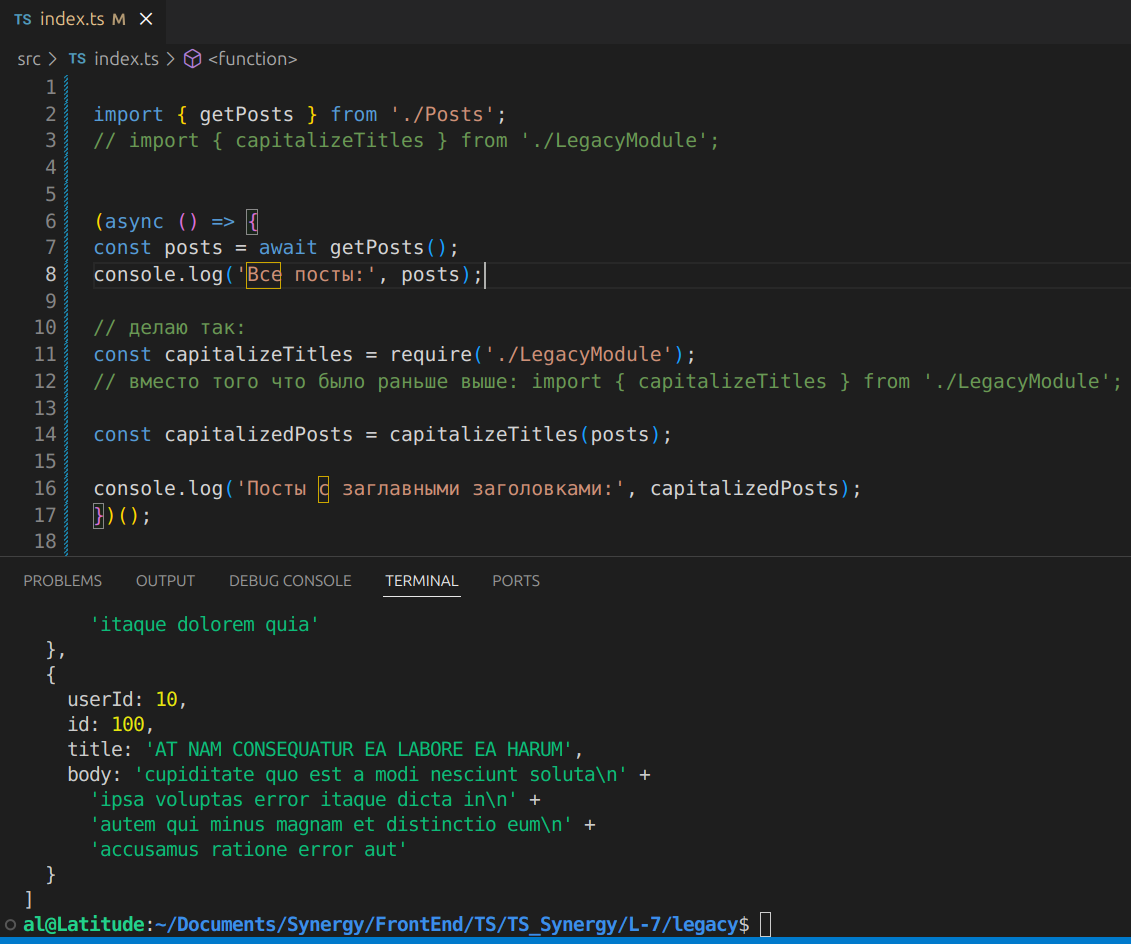 TS index.ts M ×
src > TS index.ts > <function>
1
2 import { getPosts } from './Posts';
3 // import { capitalizeTitles } from './LegacyModule';
4
5
6 (async () => {
7 const posts = await getPosts();
8 console.log('Все посты:', posts);
9
10 // делаю так:
11 const capitalizeTitles = require('./LegacyModule');
12 // вместо того что было раньше выше: import { capitalizeTitles } from './LegacyModule';
13
14 const capitalizedPosts = capitalizeTitles(posts);
15
16 console.log('Посты с заглавными заголовками:', capitalizedPosts);
17 })();
18
PROBLEMS OUTPUT DEBUG CONSOLE TERMINAL PORTS
'itaque dolorem quia'
},
{
userId: 10,
id: 100,
title: 'AT NAM CONSEQUATUR EA LABORE EA HARUM',
body: 'cupiditate quo est a modi nesciunt soluta\n' +
'ipsa voluptas error itaque dicta in\n' +
'autem qui minus magnam et distinctio eum\n' +
'accusamus ratione error aut'
}
]
al@Latitude:~/Documents/Synergy/FrontEnd/TS/TS_Synergy/L-7/legacy$